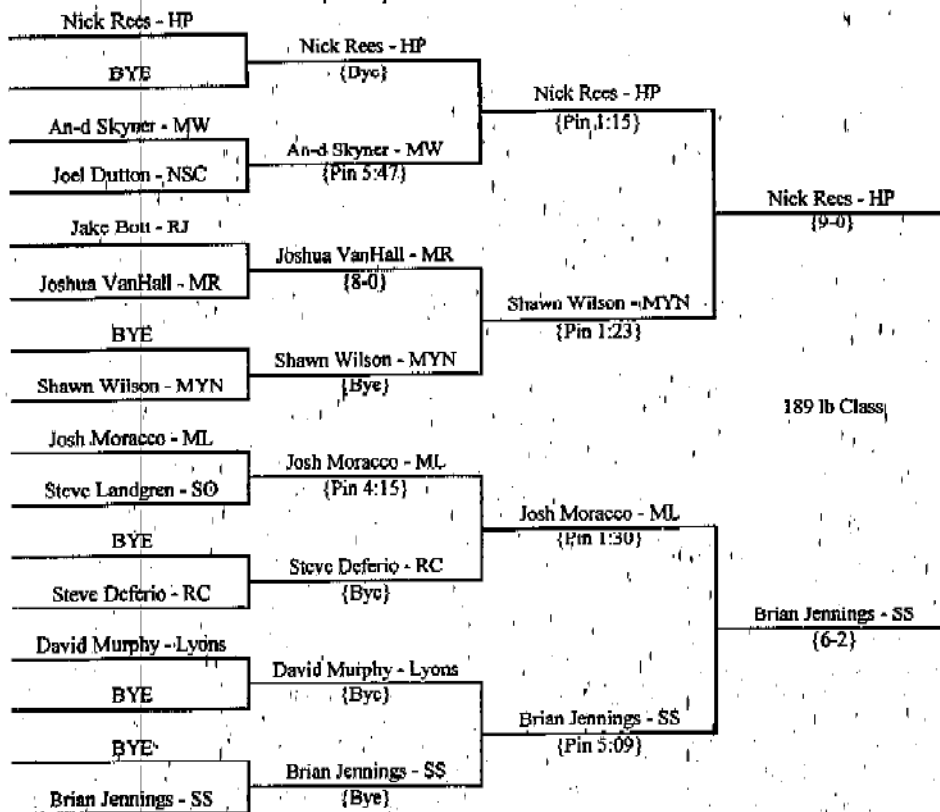 Nick Rees - HP
BYE
An-d Skyner - MW
Joel Dutton - NSC
Jake Bott - RJ
Joshua VanHall - MR
BYE
Shawn Wilson - MYN
Josh Moracco - ML
Steve Landgren - SO
BYE
Steve Deferio - RC
David Murphy - Lyons
BYE
BYE
Brian Jennings - SS
Nick Rees - HP
{Bye}
An-d Skyner - MW
{Pin 5:47}
Joshua VanHall - MR
{8-0}
Shawn Wilson - MYN
{Bye}
Josh Moracco - ML
{Pin 4:15}
Steve Deferio - RC
{Bye}
David Murphy - Lyons
{Bye}
Brian Jennings - SS
{Bye}
Nick Rees - HP
{Pin 1:15}
Shawn Wilson - MYN
{Pin 1:23}
Josh Moracco - ML
{Pin 1:30}
Brian Jennings - SS
{Pin 5:09}
Nick Rees - HP
{9-0}
189 lb Class
Brian Jennings - SS
{6-2}